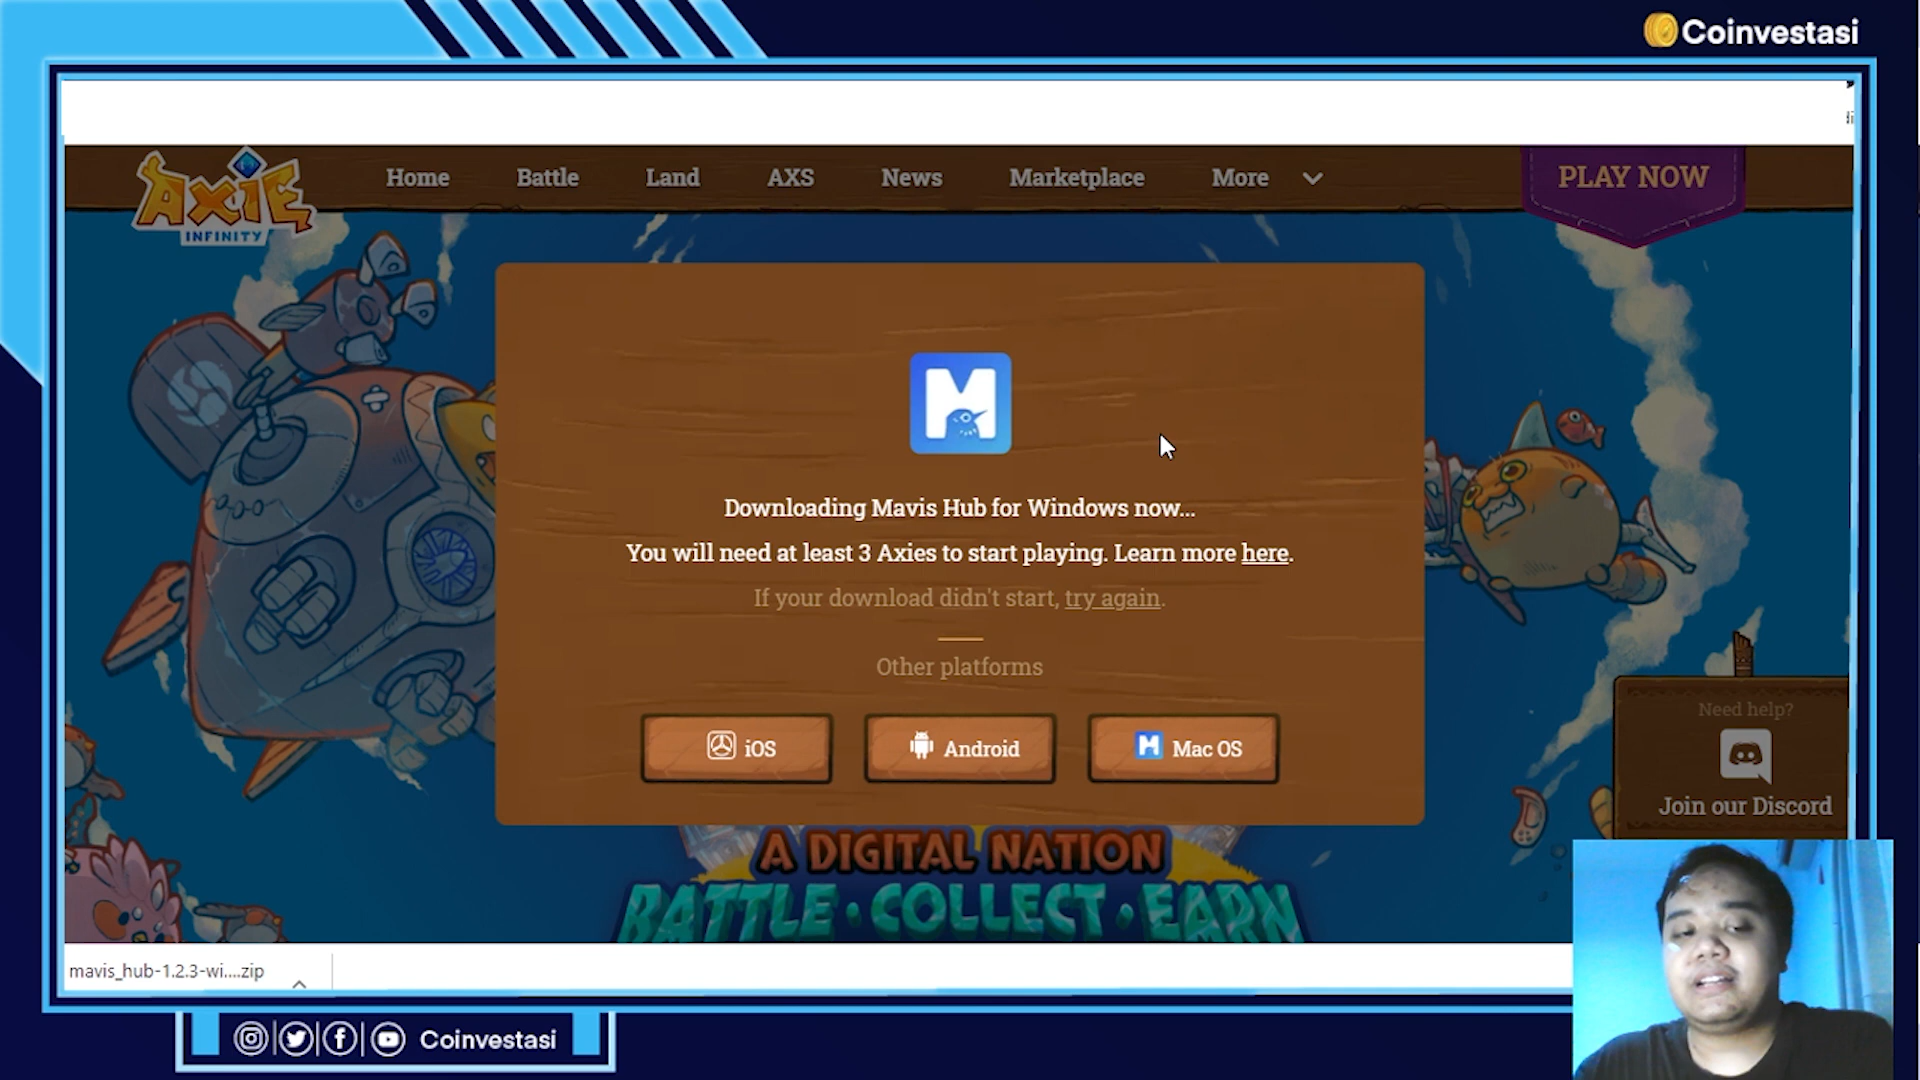 Coinvestasi
AXIE
INFINITY
Home
Battle
Land
AXS
News
Marketplace
More
PLAY NOW
Downloading Mavis Hub for Windows now...
You will need at least 3 Axies to start playing. Learn more here.
If your download didn't start, try again.
Other platforms
iOS
Android
Mac OS
Need help?
Join our Discord
A DIGITAL NATION
BATTLE · COLLECT · EARN
mavis_hub-1.2.3-wi....zip
Coinvestasi